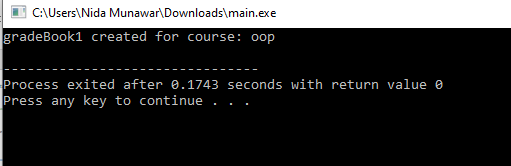 C:\Users\Nida Munawar\Downloads\main.exe
gradeBook1 created for course: oop
--------------------------------
Process exited after 0.1743 seconds with return value 0
Press any key to continue . . .